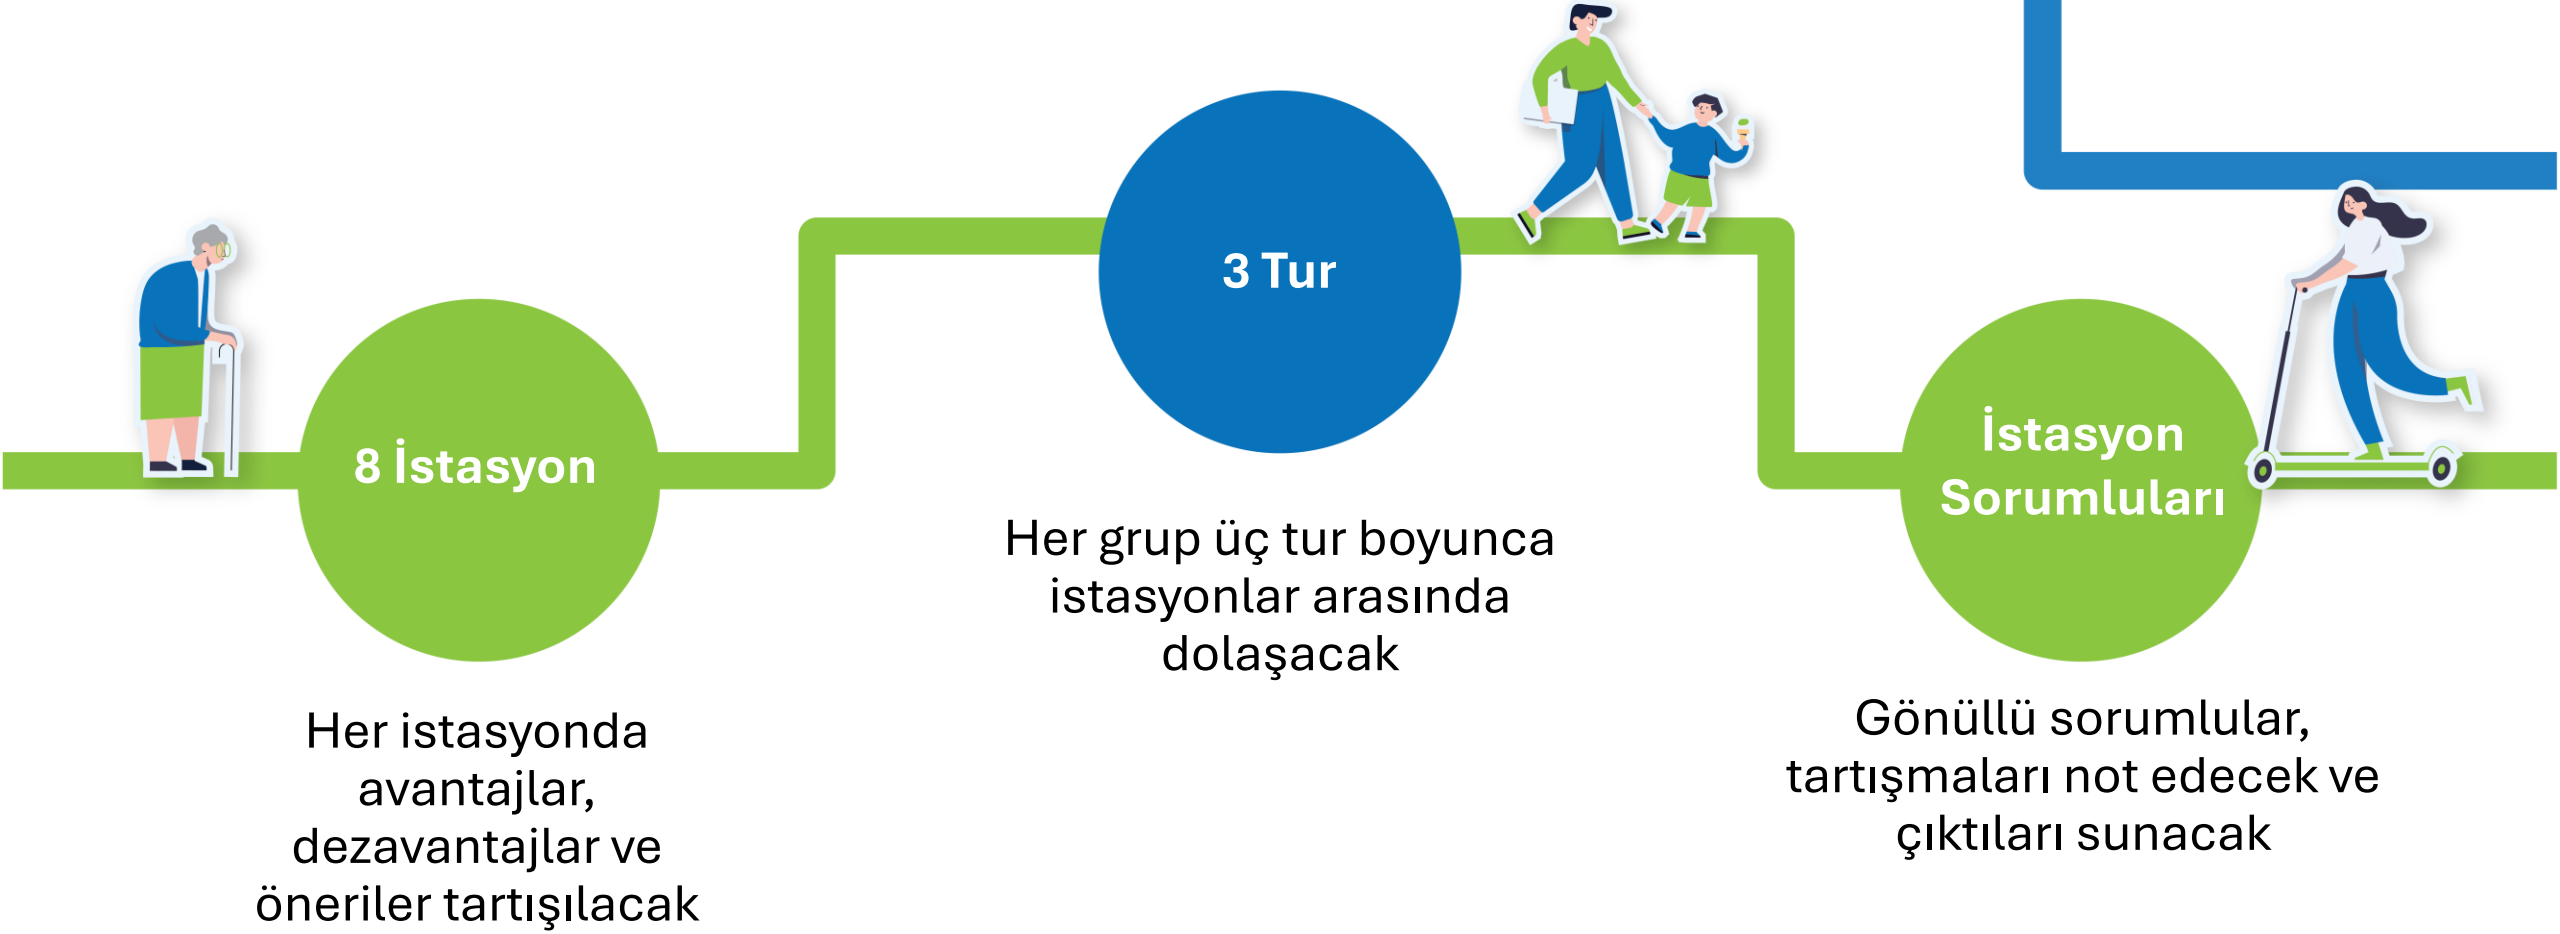 8 İstasyon
Her istasyonda
avantajlar,
dezavantajlar ve
öneriler tartışılacak
3 Tur
Her grup üç tur boyunca
istasyonlar arasında
dolaşacak
İstasyon
Sorumluları
Gönüllü sorumlular,
tartışmaları not edecek ve
çıktıları sunacak